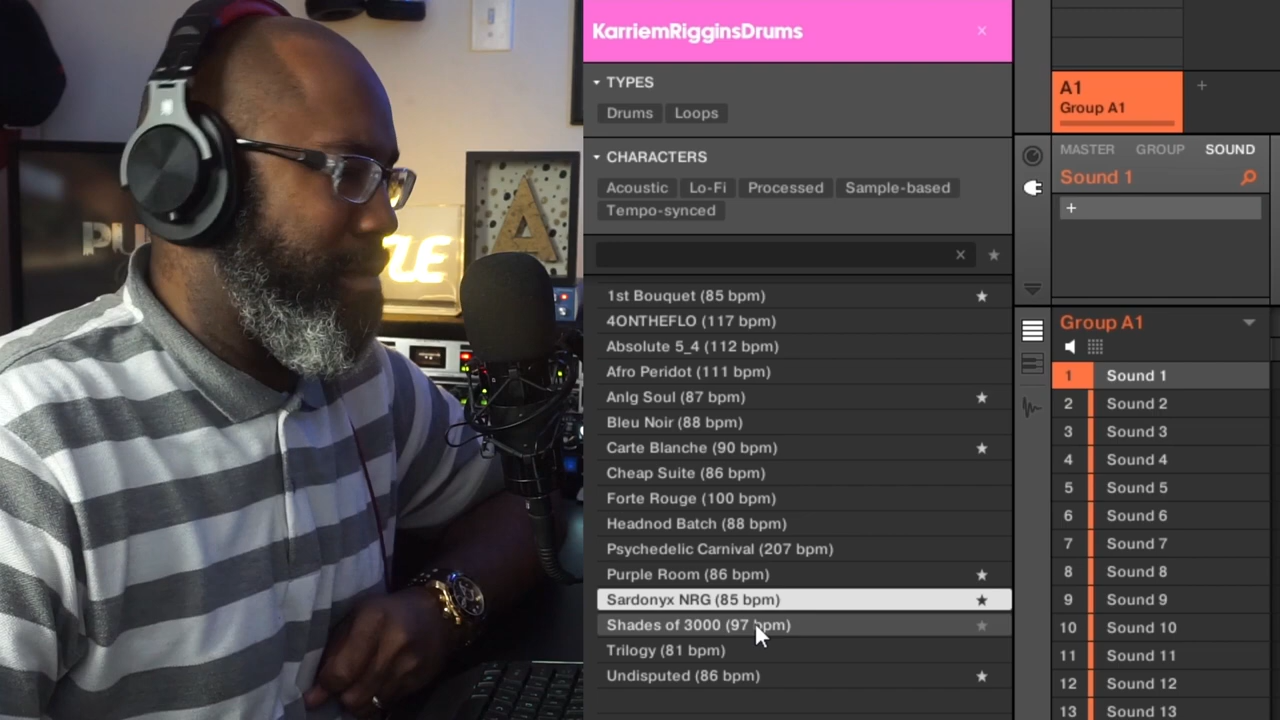 KarriemRigginsDrums
TYPES
Drums
Loops
CHARACTERS
Acoustic
Lo-Fi
Processed
Sample-based
Tempo-synced
1st Bouquet (85 bpm)
4ONTHEFLO (117 bpm)
Absolute 5_4 (112 bpm)
Afro Peridot (111 bpm)
Anlg Soul (87 bpm)
Bleu Noir (88 bpm)
Carte Blanche (90 bpm)
Cheap Suite (86 bpm)
Forte Rouge (100 bpm)
Headnod Batch (88 bpm)
Psychedelic Carnival (207 bpm)
Purple Room (86 bpm)
Sardonyx NRG (85 bpm)
Shades of 3000 (97 bpm)
Trilogy (81 bpm)
Undisputed (86 bpm)
A1
Group A1
MASTER GROUP SOUND
Sound 1
Group A1
1 Sound 1
2 Sound 2
3 Sound 3
4 Sound 4
5 Sound 5
6 Sound 6
7 Sound 7
8 Sound 8
9 Sound 9
10 Sound 10
11 Sound 11
12 Sound 12
13 Sound 13
A